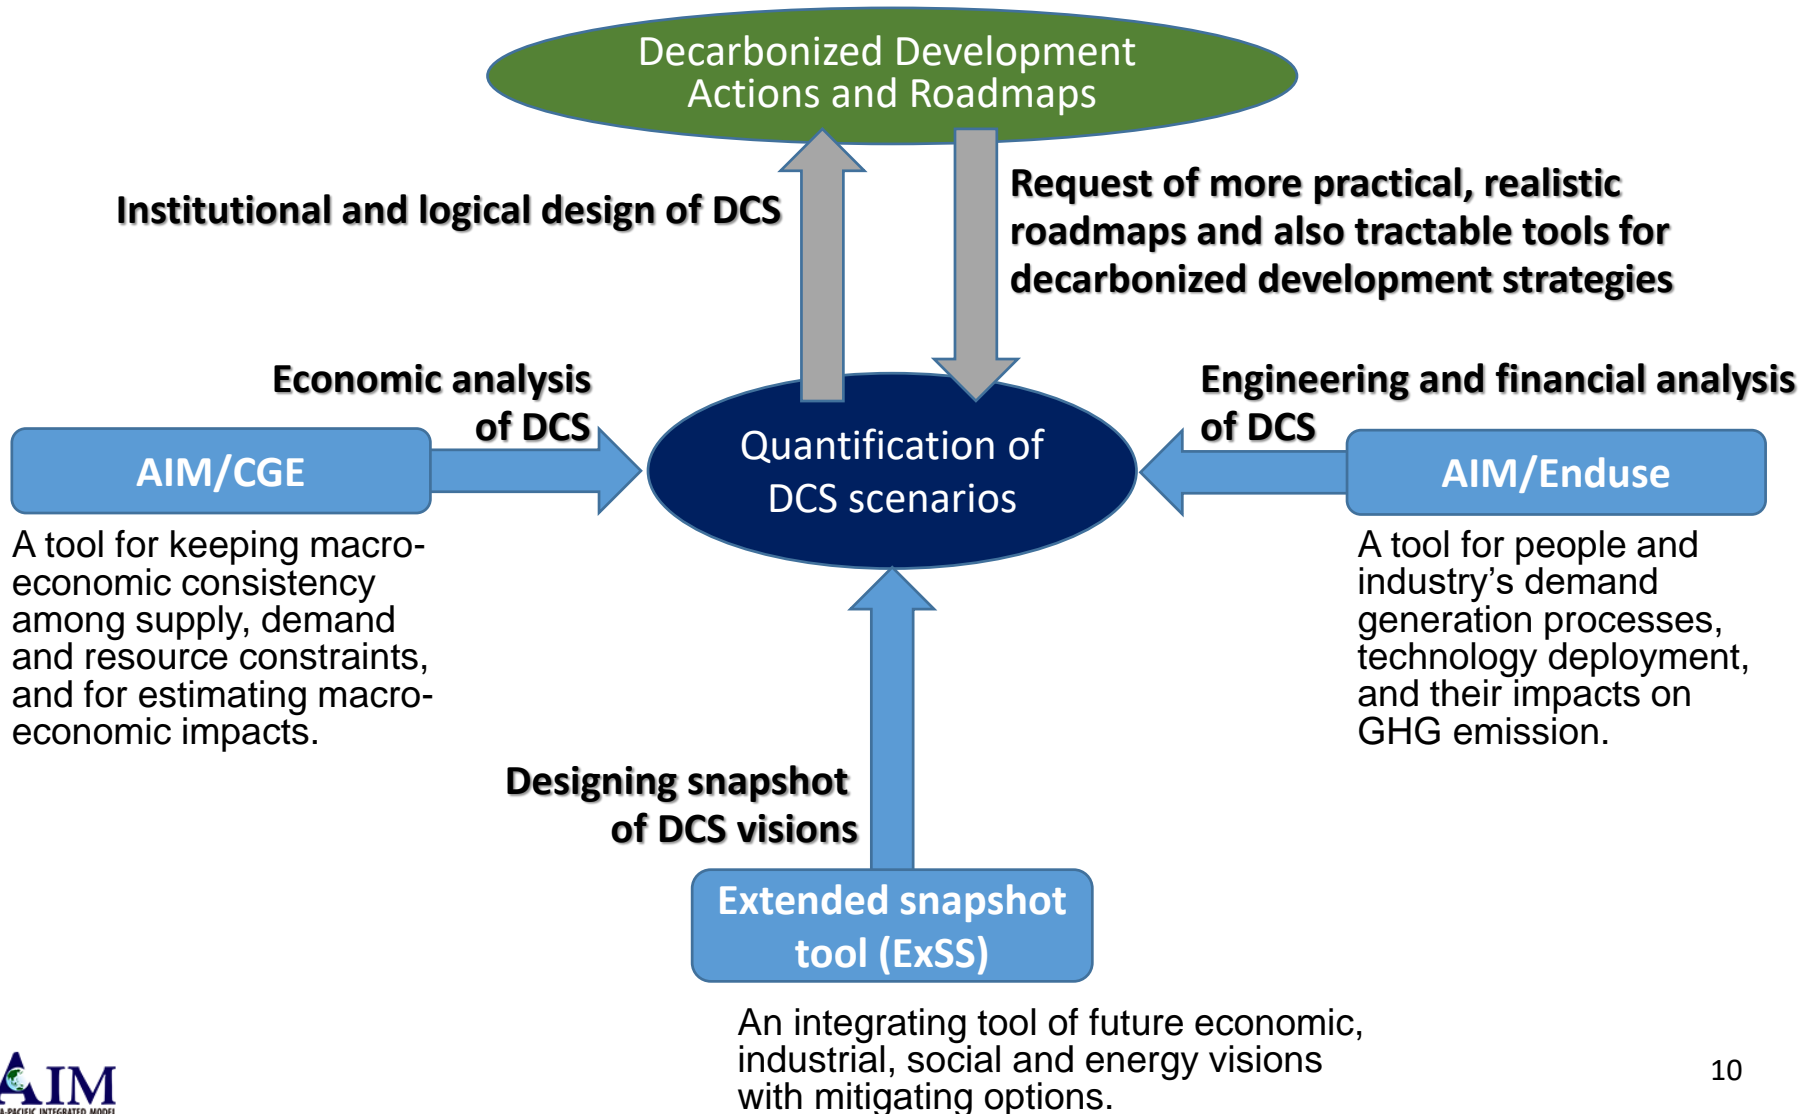 Decarbonized Development
Actions and Roadmaps
Institutional and logical design of DCS
Request of more practical, realistic
roadmaps and also tractable tools for
decarbonized development strategies
Economic analysis
of DCS
Engineering and financial analysis
of DCS
Quantification of
DCS scenarios
AIM/CGE
AIM/Enduse
A tool for keeping macro-
economic consistency
among supply, demand
and resource constraints,
and for estimating macro-
economic impacts.
A tool for people and
industry’s demand
generation processes,
technology deployment,
and their impacts on
GHG emission.
Designing snapshot
of DCS visions
Extended snapshot
tool (ExSS)
An integrating tool of future economic,
industrial, social and energy visions
with mitigating options.
AIM
A-PACIFIC INTEGRATED MODEL
10